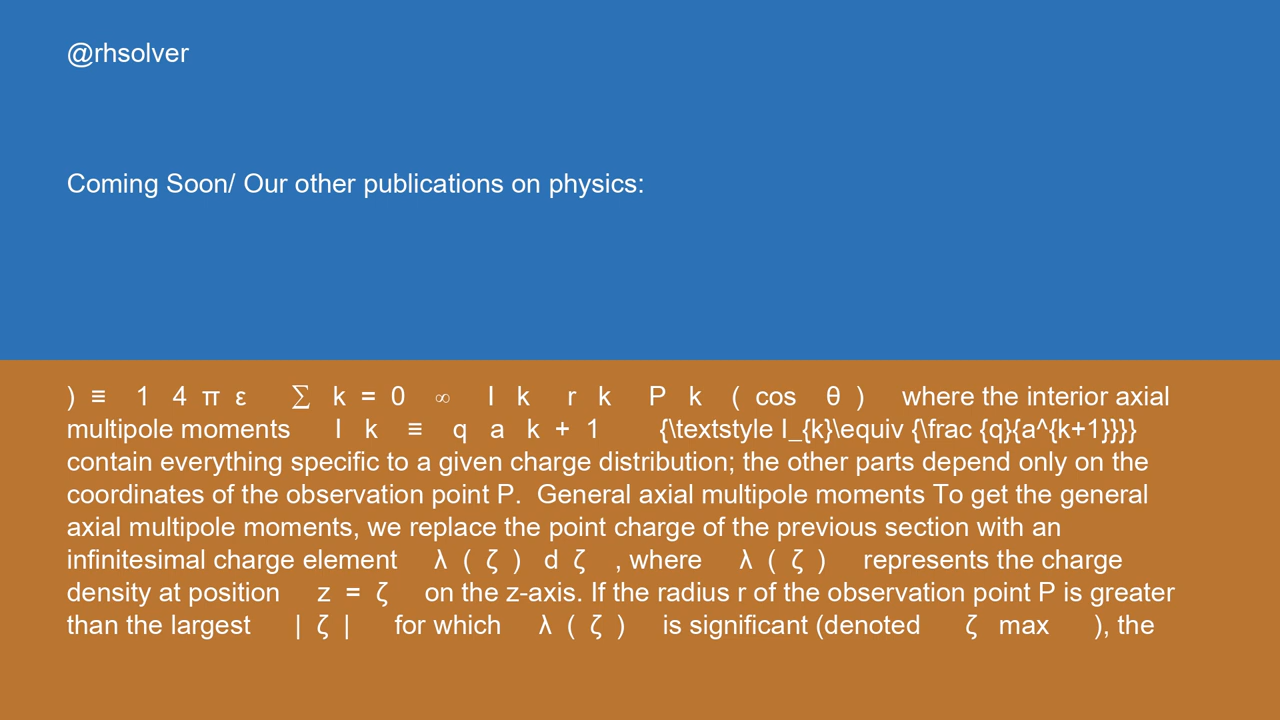 @rhsolver
Coming Soon/ Our other publications on physics:
) ≡ 1 4 π ε ∑ k = 0 ∞ I k r k P k ( cos θ ) where the interior axial
multipole moments I k ≡ q a k + 1 {\textstyle I_{k}\equiv {\frac {q}{a^{k+1}}}}
contain everything specific to a given charge distribution; the other parts depend only on the
coordinates of the observation point P. General axial multipole moments To get the general
axial multipole moments, we replace the point charge of the previous section with an
infinitesimal charge element λ ( ζ ) d ζ , where λ ( ζ ) represents the charge
density at position z = ζ on the z-axis. If the radius r of the observation point P is greater
than the largest | ζ | for which λ ( ζ ) is significant (denoted ζ max ), the